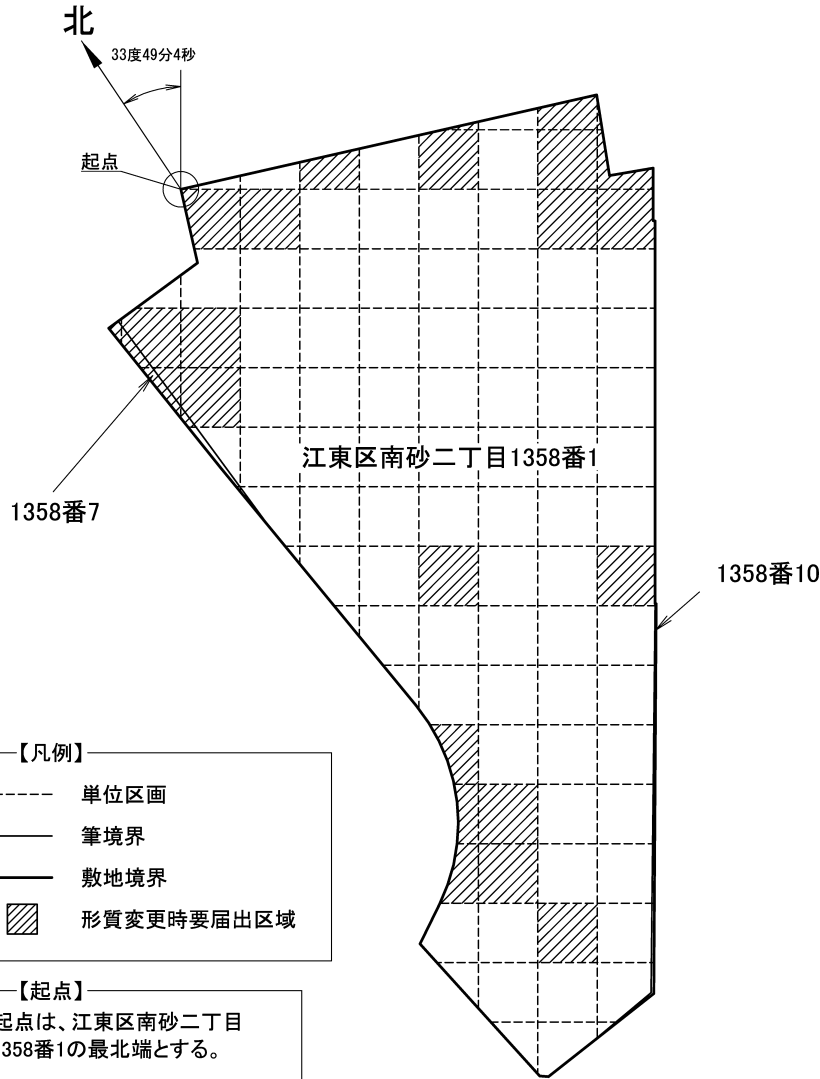 北
33度49分4秒
起点
江東区南砂二丁目1358番1
1358番7
1358番10
【凡例】
単位区画
筆境界
敷地境界
形質変更時要届出区域
【起点】
起点は、江東区南砂二丁目
358番1の最北端とする。